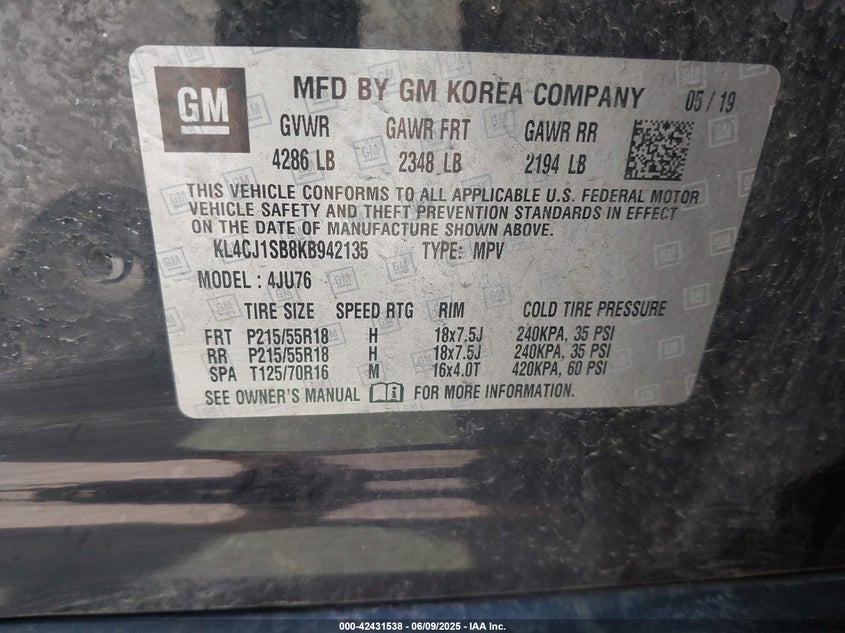 GM
MFD BY GM KOREA COMPANY 05 / 19
GVWR GAWR FRT GAWR RR
4286 LB 2348 LB 2194 LB
THIS VEHICLE CONFORMS TO ALL APPLICABLE U.S. FEDERAL MOTOR
VEHICLE SAFETY AND THEFT PREVENTION STANDARDS IN EFFECT
ON THE DATE OF MANUFACTURE SHOWN ABOVE.
KL4CJ1SB8KB942135 TYPE: MPV
MODEL : 4JU76
TIRE SIZE SPEED RTG RIM COLD TIRE PRESSURE
FRT P215/55R18 H 18x7.5J 240KPA, 35 PSI
RR P215/55R18 H 18x7.5J 240KPA, 35 PSI
SPA T125/70R16 M 16x4.0T 420KPA, 60 PSI
SEE OWNER'S MANUAL FOR MORE INFORMATION.
000-42431538 - 06/09/2025 - IAA Inc.